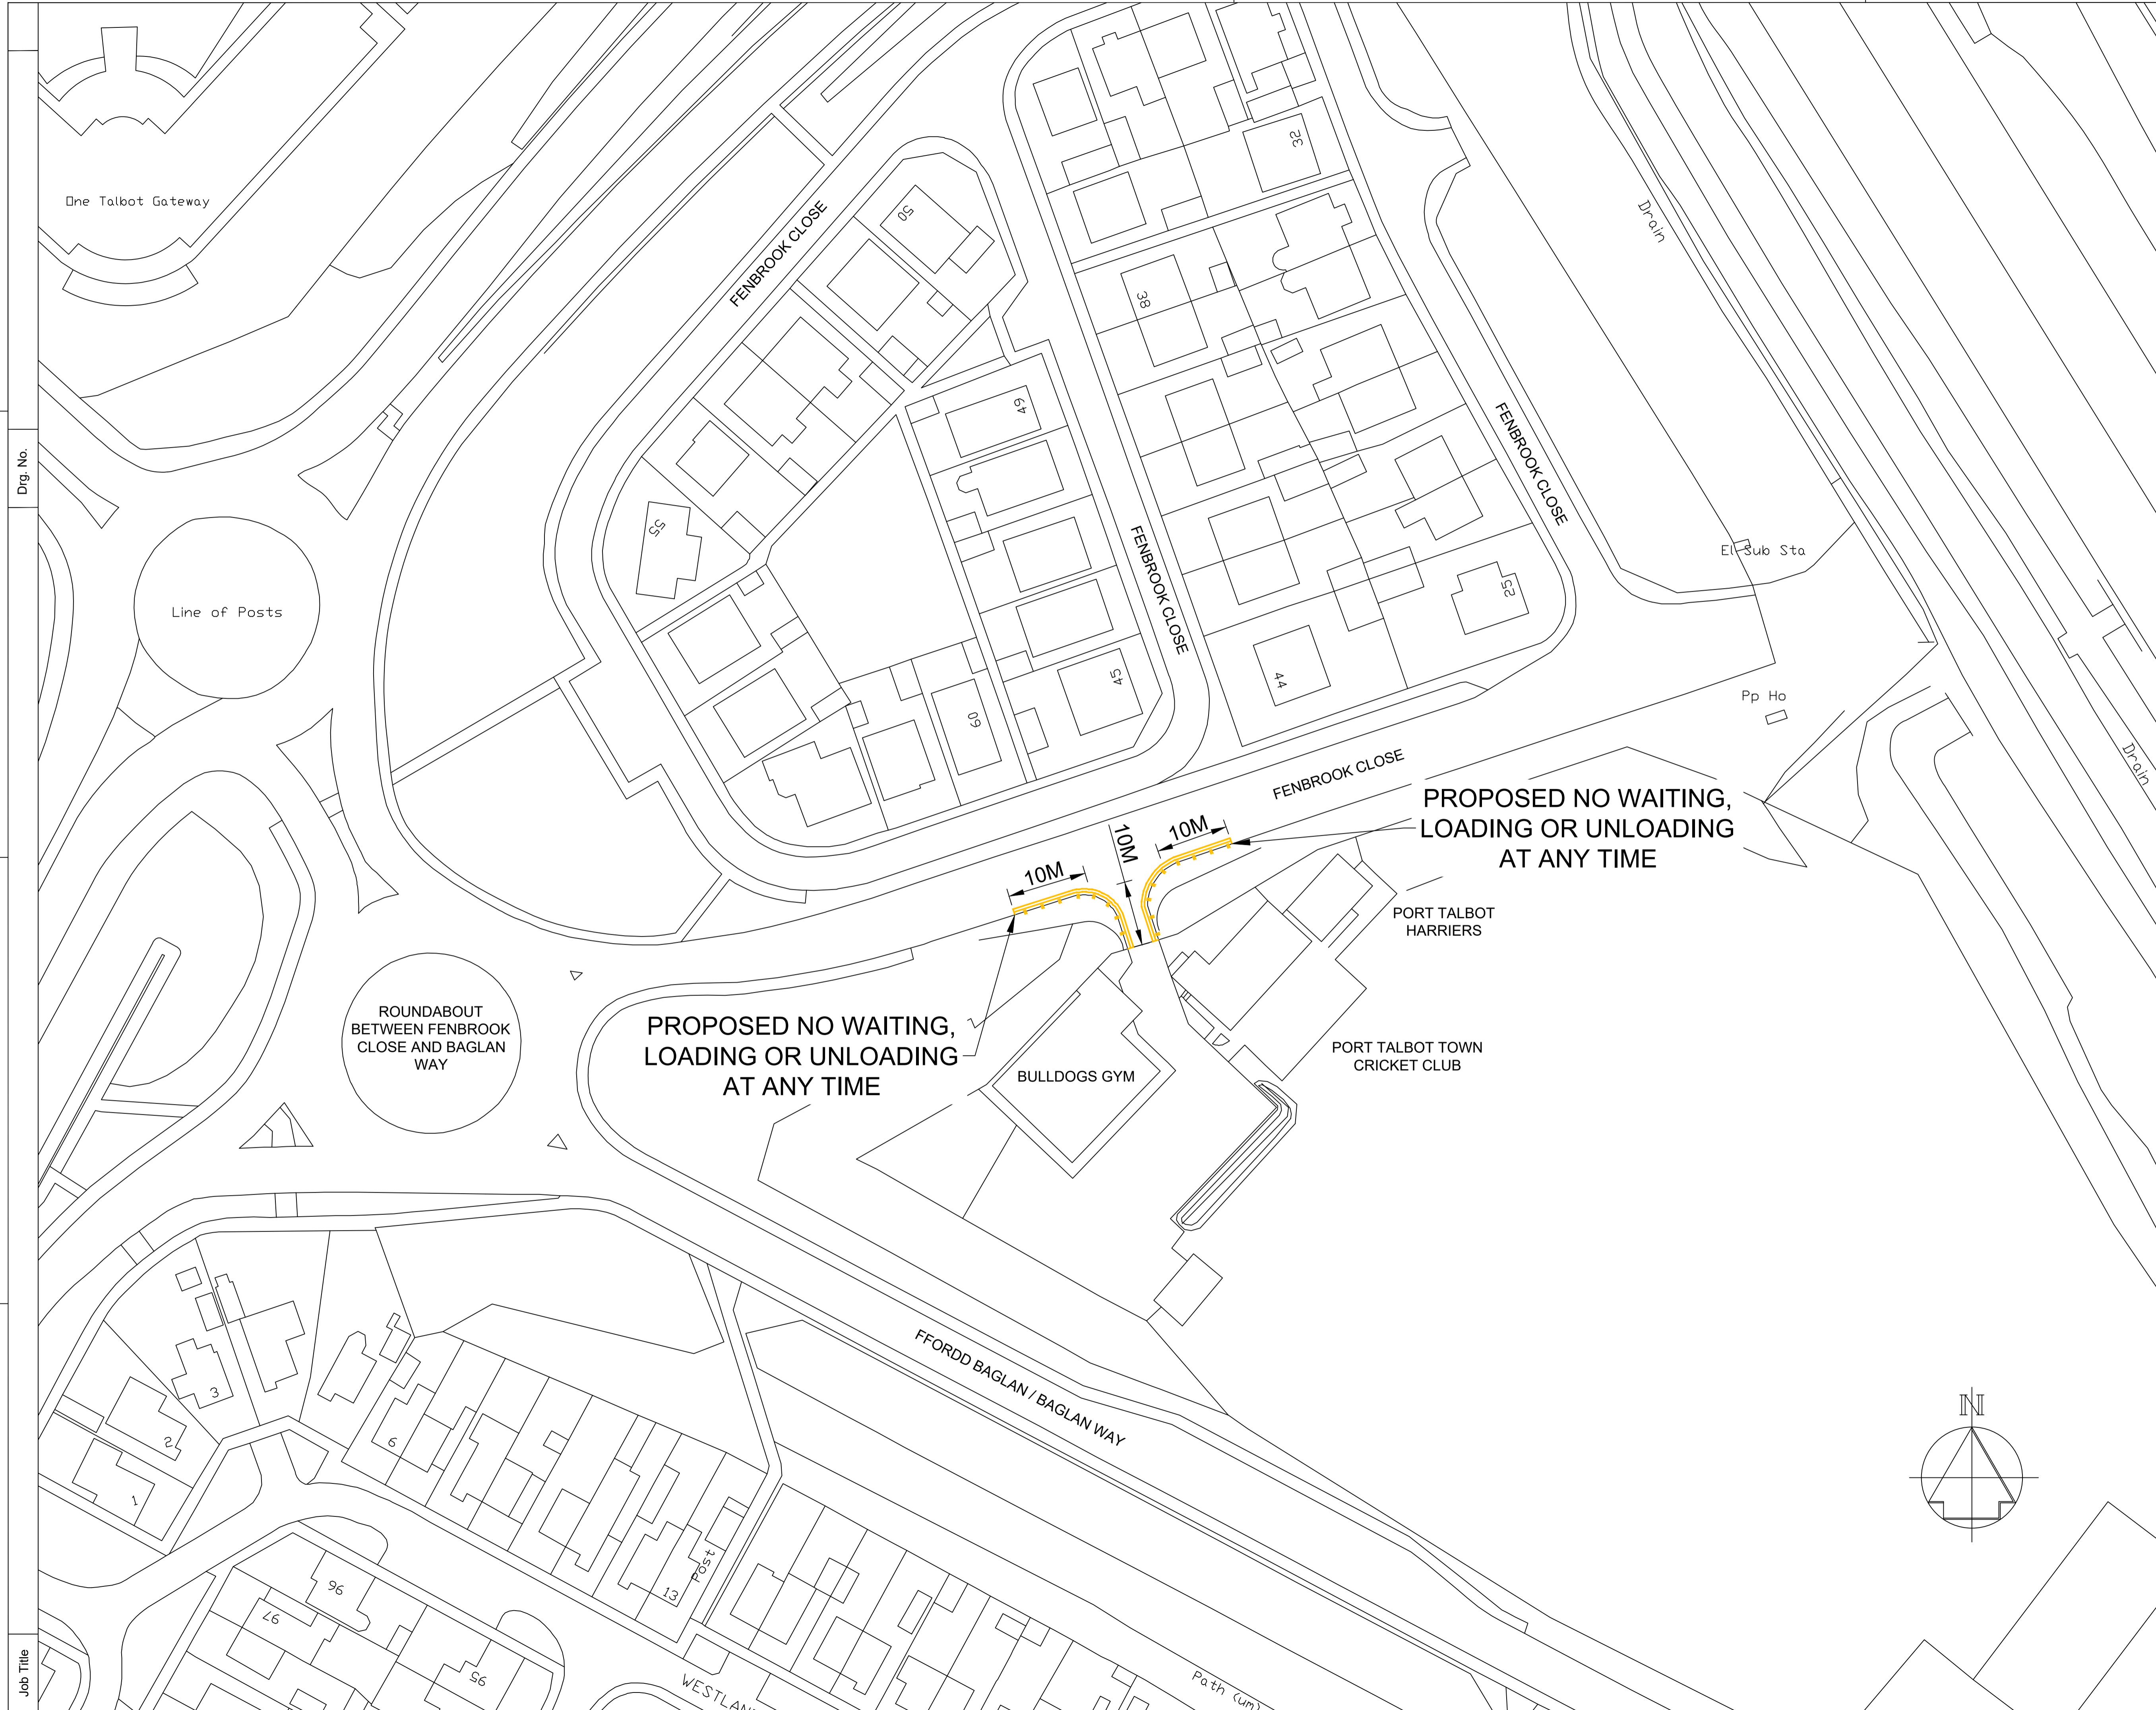 One Talbot Gateway
Drg. No.
Line of Posts
Job Title
FENBROOK CLOSE
50
55
49
45
60
32
38
44
25
FENBROOK CLOSE
FENBROOK CLOSE
FENBROOK CLOSE
Drain
El Sub Sta
Pp Ho
Drain
10M
10M
10M
PROPOSED NO WAITING,
LOADING OR UNLOADING
AT ANY TIME
PORT TALBOT
HARRIERS
PORT TALBOT TOWN
CRICKET CLUB
PROPOSED NO WAITING,
LOADING OR UNLOADING
AT ANY TIME
BULLDOGS GYM
ROUNDABOUT
BETWEEN FENBROOK
CLOSE AND BAGLAN
WAY
FFORDD BAGLAN / BAGLAN WAY
N
3
2
1
6
13
Post
96
97
95
Path (um)